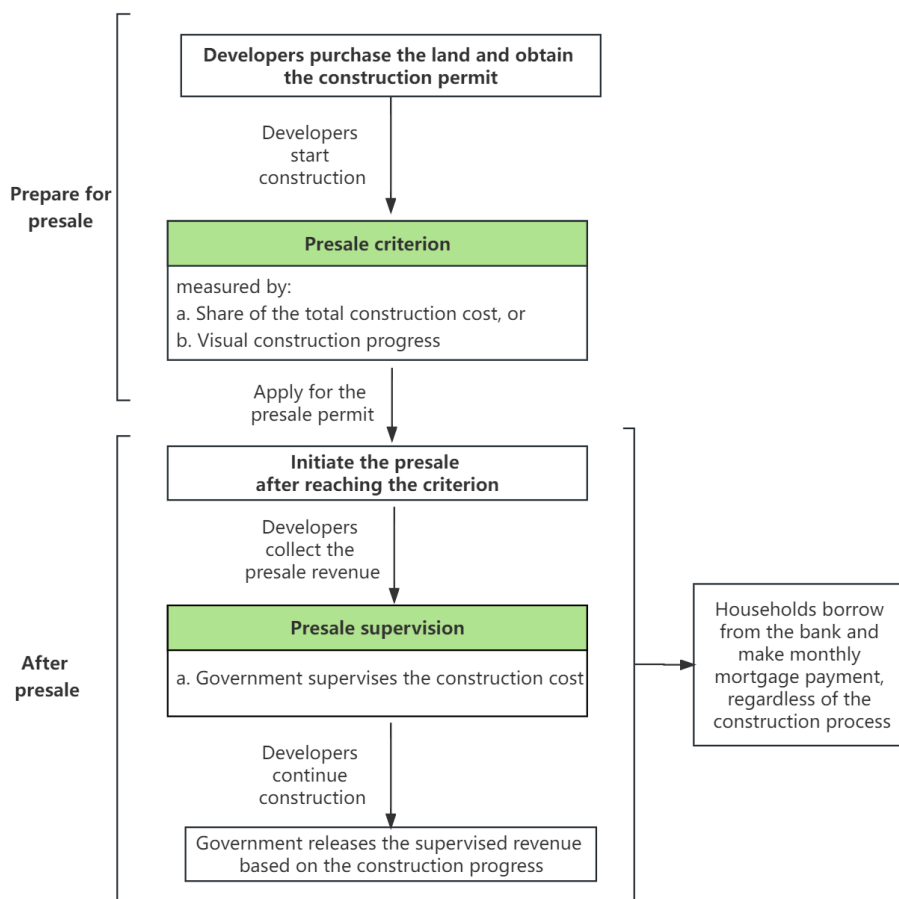 Developers purchase the land and obtain
the construction permit
Developers
start
construction
Prepare for
presale
Presale criterion
measured by:
a. Share of the total construction cost, or
b. Visual construction progress
Apply for the
presale permit
Initiate the presale
after reaching the criterion
Developers
collect the
presale revenue
Presale supervision
After
presale
a. Government supervises the construction cost
Households borrow
from the bank and
make monthly
mortgage payment,
regardless of the
construction process
Developers
continue
construction
Government releases the supervised revenue
based on the construction progress